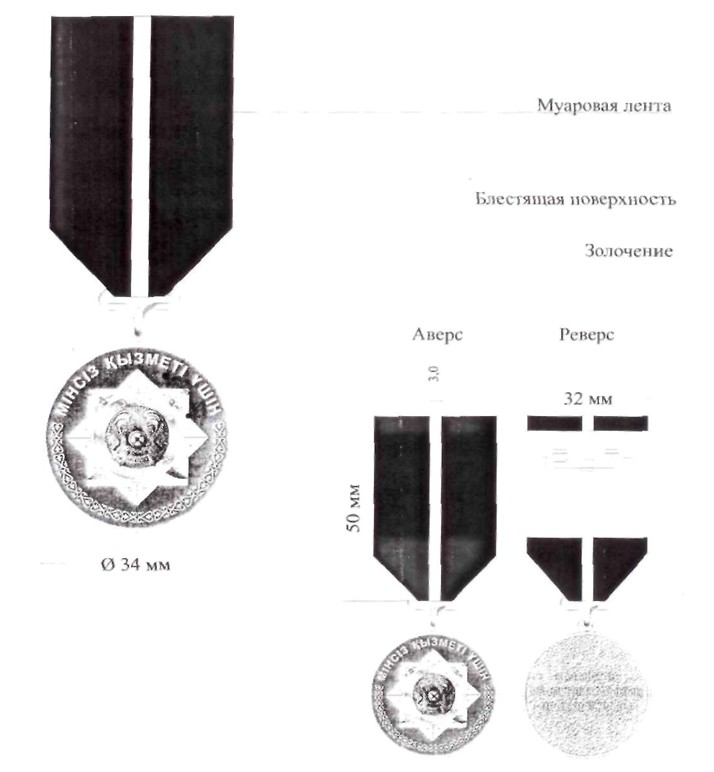 Муаровая лента
Блестящая поверхность
Золочение
Аверс
Реверс
3,0
32 мм
МІНСІЗ ҚЫЗМЕТІ ҮШІН
50 мм
Ø 34 мм
МІНСІЗ ҚЫЗМЕТІ ҮШІН